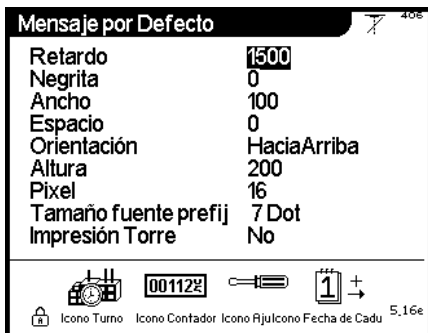 Mensaje por Defecto 406
Retardo 1500
Negrita 0
Ancho 100
Espacio 0
Orientación HaciaArriba
Altura 200
Pixel 16
Tamaño fuente prefij 7 Dot
Impresión Torre No
00112 1
Icono Turno Icono Contador Icono AjuIcono Fecha de Cadu 5.16e